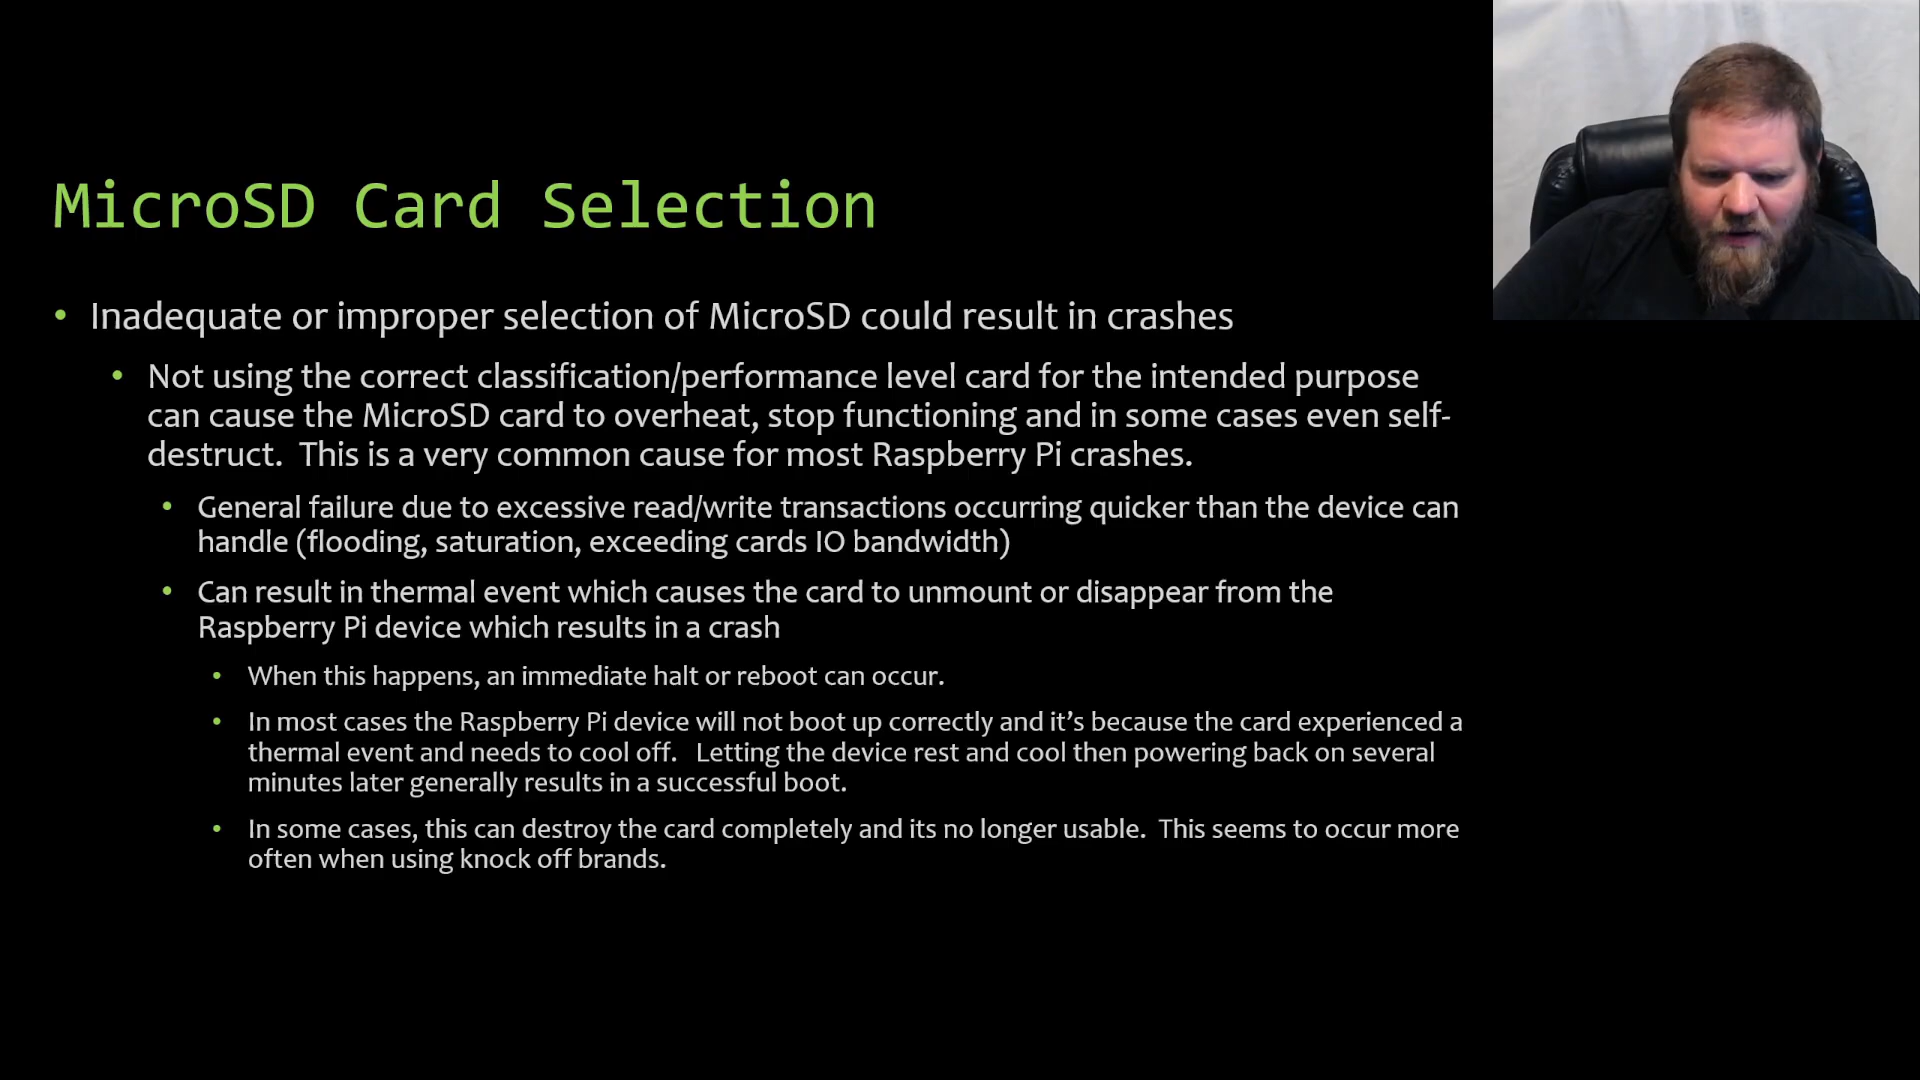 MicroSD Card Selection
• Inadequate or improper selection of MicroSD could result in crashes
• Not using the correct classification/performance level card for the intended purpose
can cause the MicroSD card to overheat, stop functioning and in some cases even self-
destruct.  This is a very common cause for most Raspberry Pi crashes.
• General failure due to excessive read/write transactions occurring quicker than the device can
handle (flooding, saturation, exceeding cards IO bandwidth)
• Can result in thermal event which causes the card to unmount or disappear from the
Raspberry Pi device which results in a crash
• When this happens, an immediate halt or reboot can occur.
• In most cases the Raspberry Pi device will not boot up correctly and it’s because the card experienced a
thermal event and needs to cool off.   Letting the device rest and cool then powering back on several
minutes later generally results in a successful boot.
• In some cases, this can destroy the card completely and its no longer usable.  This seems to occur more
often when using knock off brands.